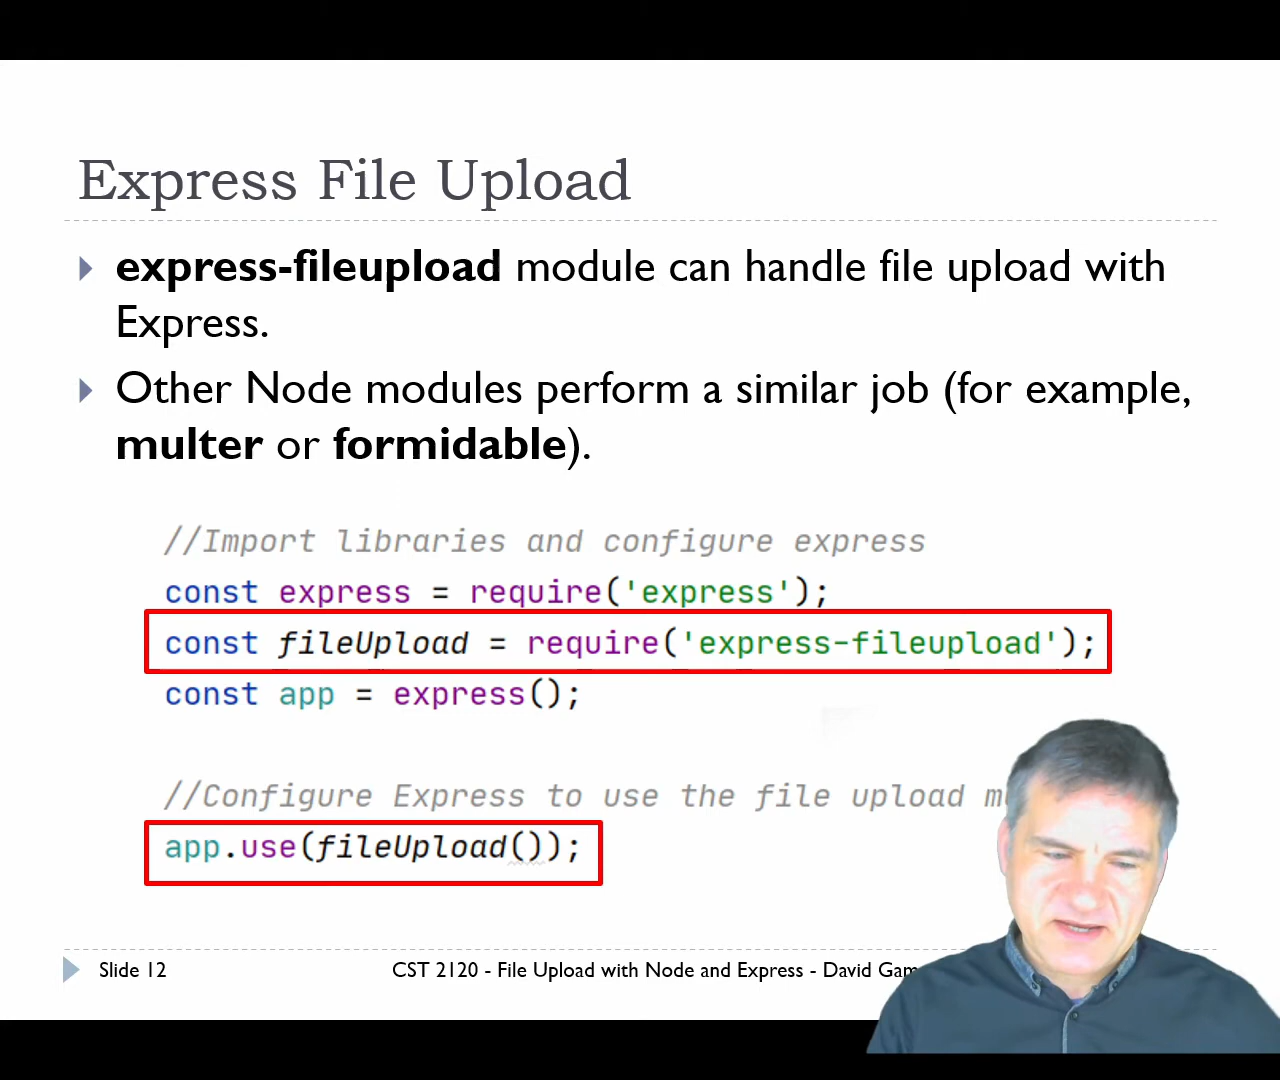 Express File Upload
express-fileupload module can handle file upload with
Express.
Other Node modules perform a similar job (for example,
multer or formidable).
//Import libraries and configure express
const express = require('express');
const fileUpload = require('express-fileupload');
const app = express();
//Configure Express to use the file upload
app.use(fileUpload());
Slide 12
CST 2120 - File Upload with Node and Express - David